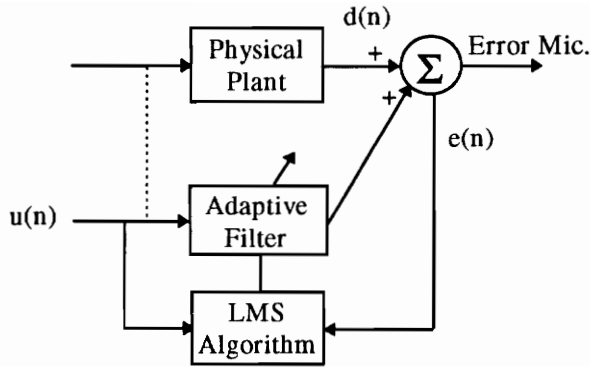 d(n)
Physical
Plant
+
Σ
Error Mic.
+
e(n)
u(n)
Adaptive
Filter
LMS
Algorithm